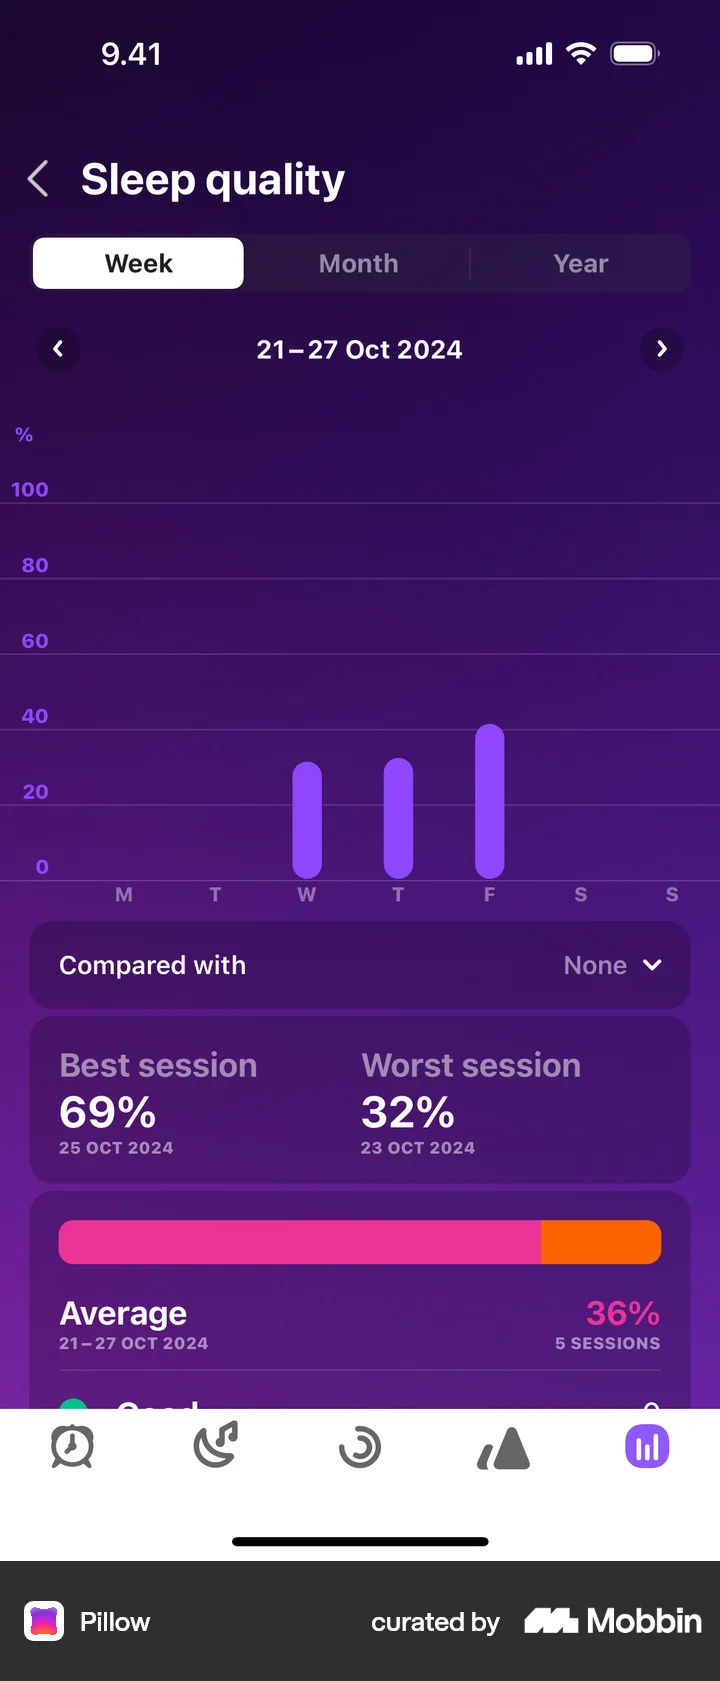 9.41
Sleep quality
Week Month Year
21–27 Oct 2024
%
100
80
60
40
20
0
M T W T F S S
Compared with None
Best session Worst session
69% 32%
25 OCT 2024 23 OCT 2024
Average 36%
21–27 OCT 2024 5 SESSIONS
Good
Pillow curated by Mobbin